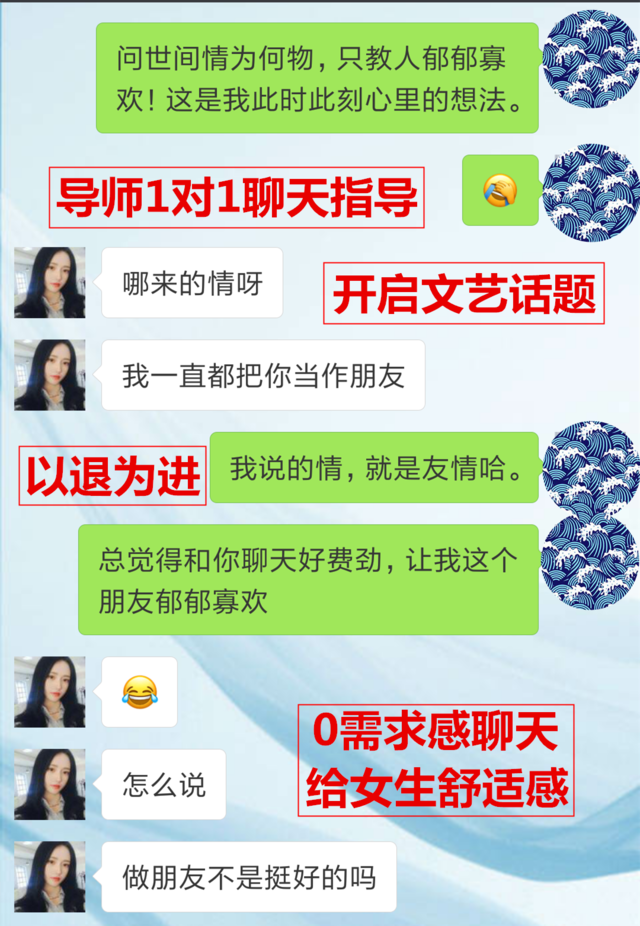 问世间情为何物，只教人郁郁寡
欢！这是我此时此刻心里的想法。
导师1对1聊天指导
哪来的情呀
开启文艺话题
我一直都把你当作朋友
以退为进
我说的情，就是友情哈。
总觉得和你聊天好费劲，让我这个
朋友郁郁寡欢
0需求感聊天
给女生舒适感
怎么说
做朋友不是挺好的吗